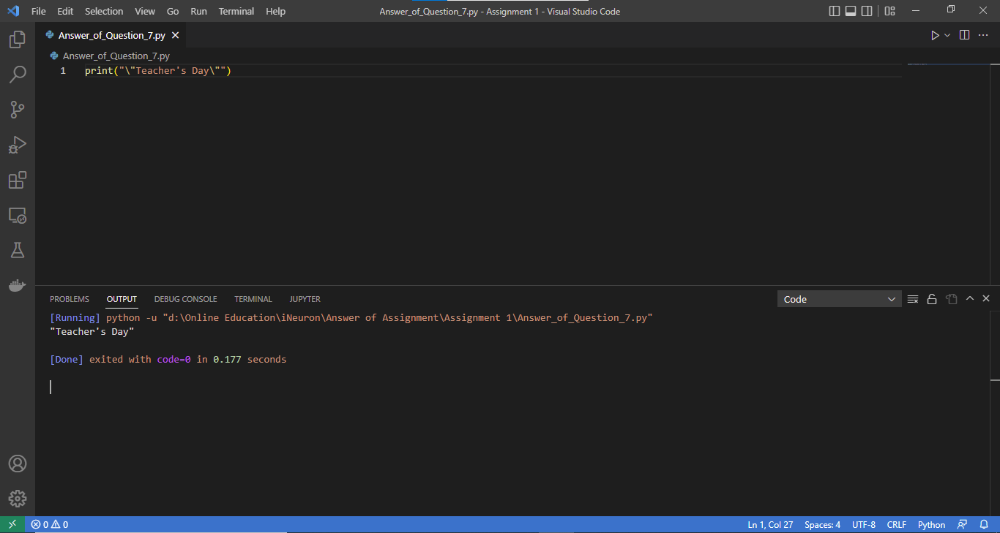 File Edit Selection View Go Run Terminal Help Answer_of_Question_7.py - Assignment 1 - Visual Studio Code
Answer_of_Question_7.py
Answer_of_Question_7.py
1 print("\"Teacher's Day\"")
PROBLEMS OUTPUT DEBUG CONSOLE TERMINAL JUPYTER Code
[Running] python -u "d:\Online Education\iNeuron\Answer of Assignment\Assignment 1\Answer_of_Question_7.py"
"Teacher's Day"
[Done] exited with code=0 in 0.177 seconds
0 0 Ln 1, Col 27 Spaces: 4 UTF-8 CRLF Python